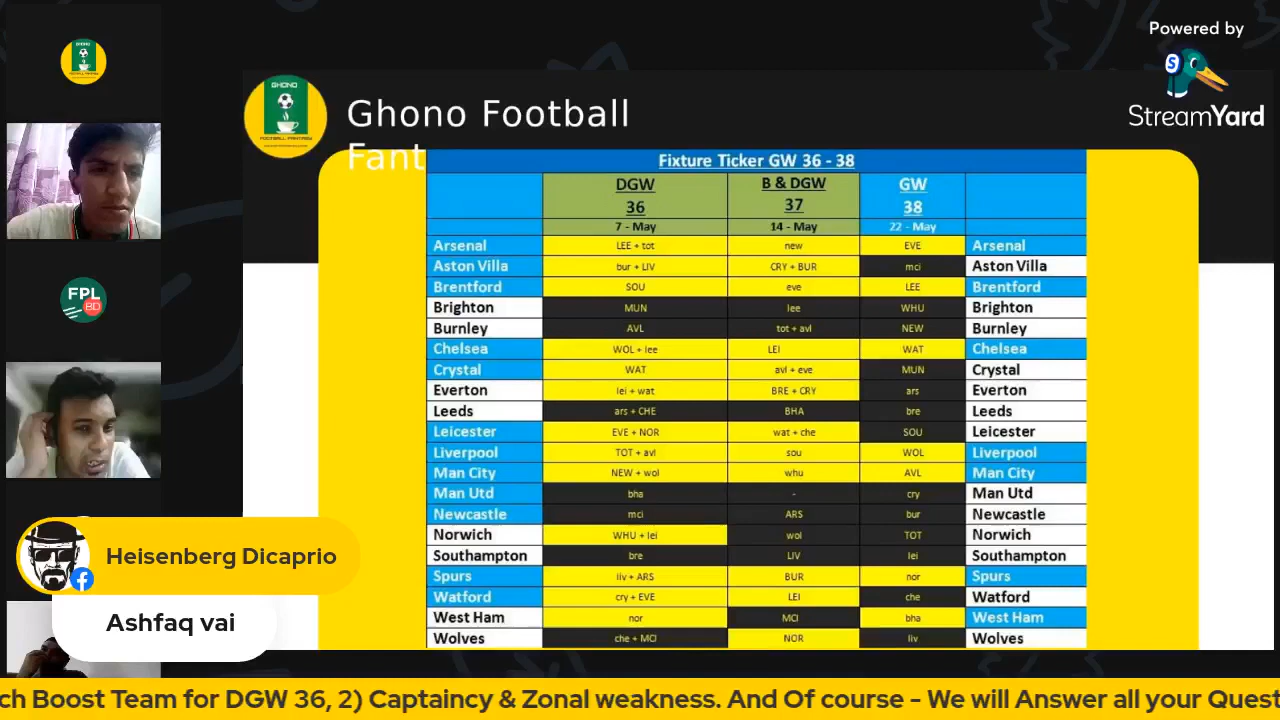 Powered by
StreamYard
GHONO
Ghono Football
Fant
FPL
BD
Fixture Ticker GW 36 - 38
DGW 36 B & DGW 37 GW 38
7 - May 14 - May 22 - May
Arsenal LEE + tot new EVE Arsenal
Aston Villa bur + LIV CRY + BUR mci Aston Villa
Brentford SOU eve LEE Brentford
Brighton MUN lee WHU Brighton
Burnley AVL tot + avl NEW Burnley
Chelsea WOL + lee LEI WAT Chelsea
Crystal WAT avl + eve MUN Crystal
Everton lei + wat BRE + CRY ars Everton
Leeds ars + CHE BHA bre Leeds
Leicester EVE + NOR wat + che SOU Leicester
Liverpool TOT + avl sou WOL Liverpool
Man City NEW + wol whu AVL Man City
Man Utd bha - cry Man Utd
Newcastle mci ARS bur Newcastle
Norwich WHU + lei wol TOT Norwich
Southampton bre LIV lei Southampton
Spurs liv + ARS BUR nor Spurs
Watford cry + EVE LEI che Watford
West Ham nor MCI bha West Ham
Wolves che + MCI NOR liv Wolves
Heisenberg Dicaprio
Ashfaq vai
ch Boost Team for DGW 36, 2) Captaincy & Zonal weakness. And Of course - We will Answer all your Quest